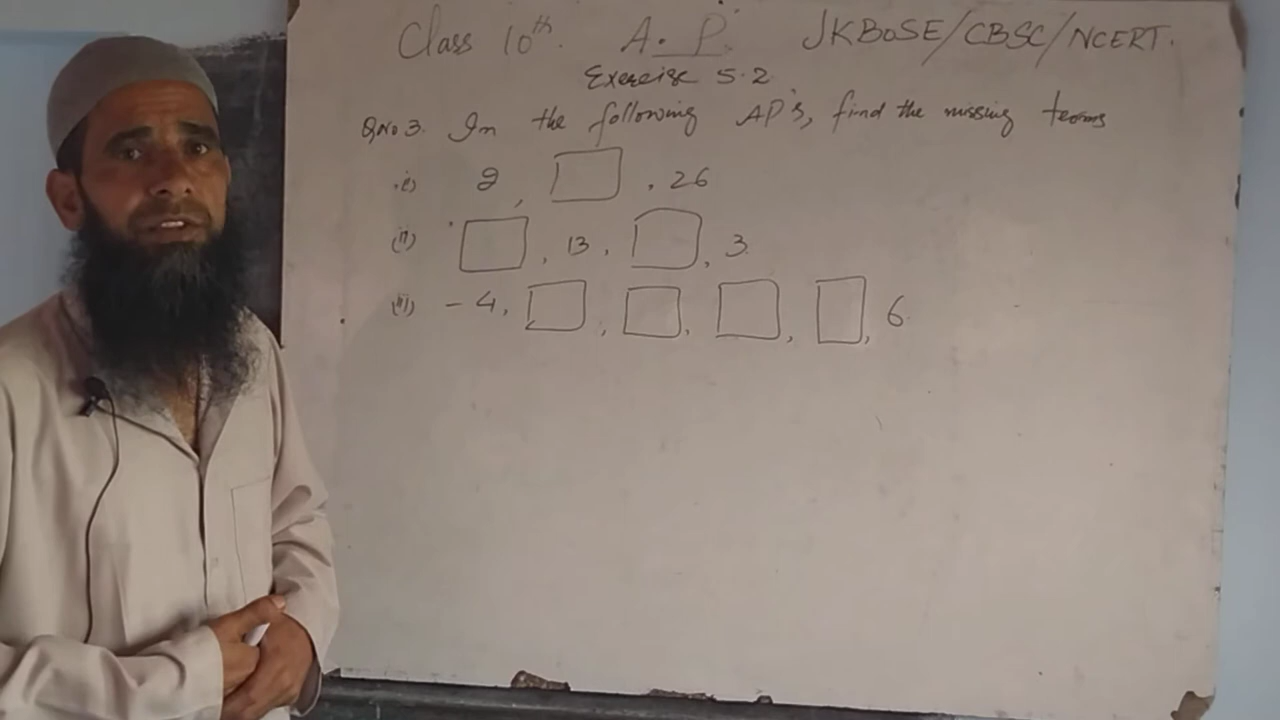 Class 10th. A.P. JKBOSE/CBSC/NCERT.
Exercise 5.2
Q.No 3. In the following AP's, find the missing terms
(i) 2, , 26
(ii) , 13, , 3.
(iii) - 4, , , , , 6.